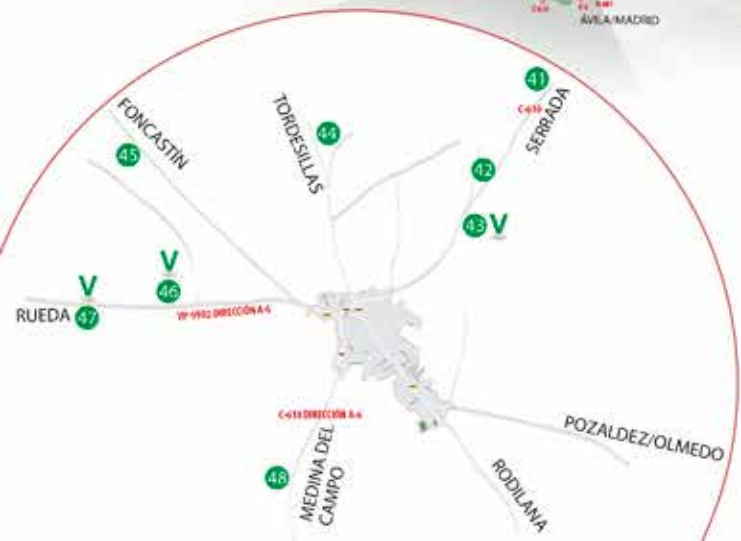 ÁVILA/MADRID
41
C-610
SERRADA
FONCASTÍN
45
TORDESILLAS
44
42
43 V
V
46
V
RUEDA 47
VP-9902 DIRECCIÓN A-6
C-610 DIRECCIÓN A-6
MEDINA DEL
CAMPO
48
POZALDEZ/OLMEDO
RODILANA